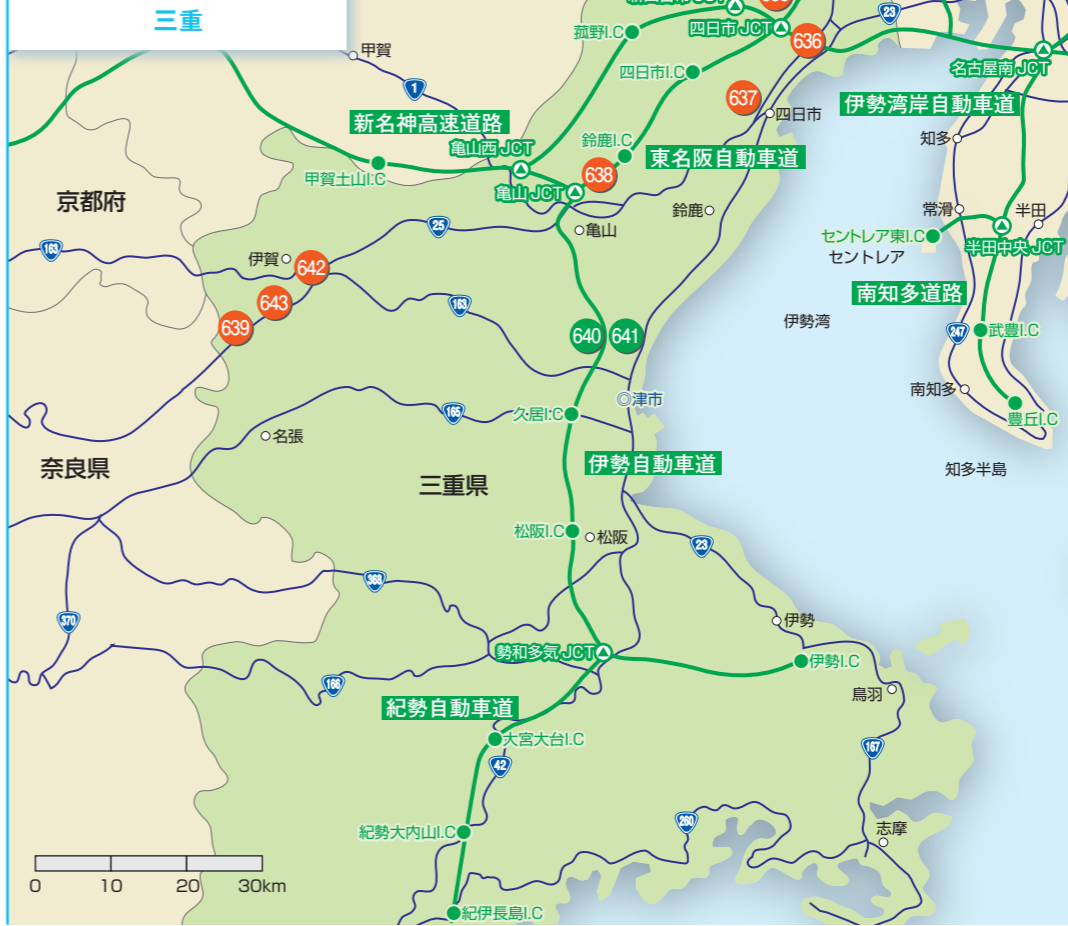 三重
甲賀
1
新名神高速道路
亀山西JCT
甲賀土山I.C
亀山JCT
亀山
菰野I.C
四日市JCT
636
23
四日市I.C
637
四日市
鈴鹿I.C
638
東名阪自動車道
鈴鹿
名古屋南JCT
伊勢湾岸自動車道
知多
常滑
半田
セントレア東I.C
セントレア
半田中央JCT
南知多道路
247
武豊I.C
南知多
豊丘I.C
知多半島
伊勢湾
京都府
163
25
伊賀
642
643
639
163
640
641
津市
久居I.C
165
名張
奈良県
三重県
伊勢自動車道
松阪I.C
松阪
23
368
370
伊勢
勢和多気JCT
伊勢I.C
166
鳥羽
紀勢自動車道
大宮大台I.C
42
167
紀勢大内山I.C
260
志摩
紀伊長島I.C
0 10 20 30km